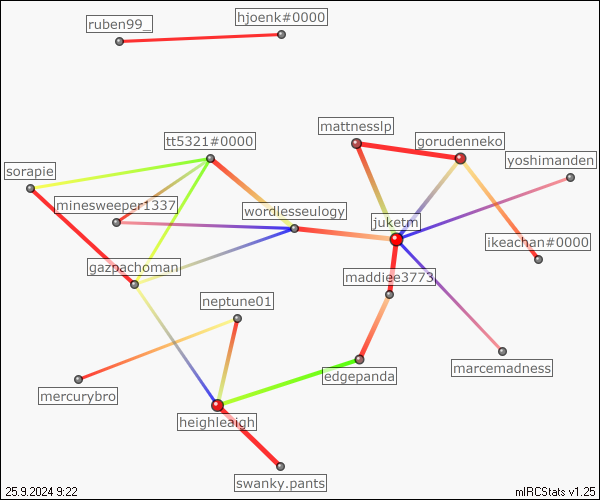 hjoenk#0000
ruben99_
mattnesslp
tt5321#0000
gorudenneko
yoshimanden
sorapie
minesweeper1337
wordlesseulogy
juketm
ikeachan#0000
gazpachoman
maddiee3773
neptune01
marcemadness
edgepanda
mercurybro
heighleaigh
swanky.pants
25.9.2024 9:22
mIRCStats v1.25